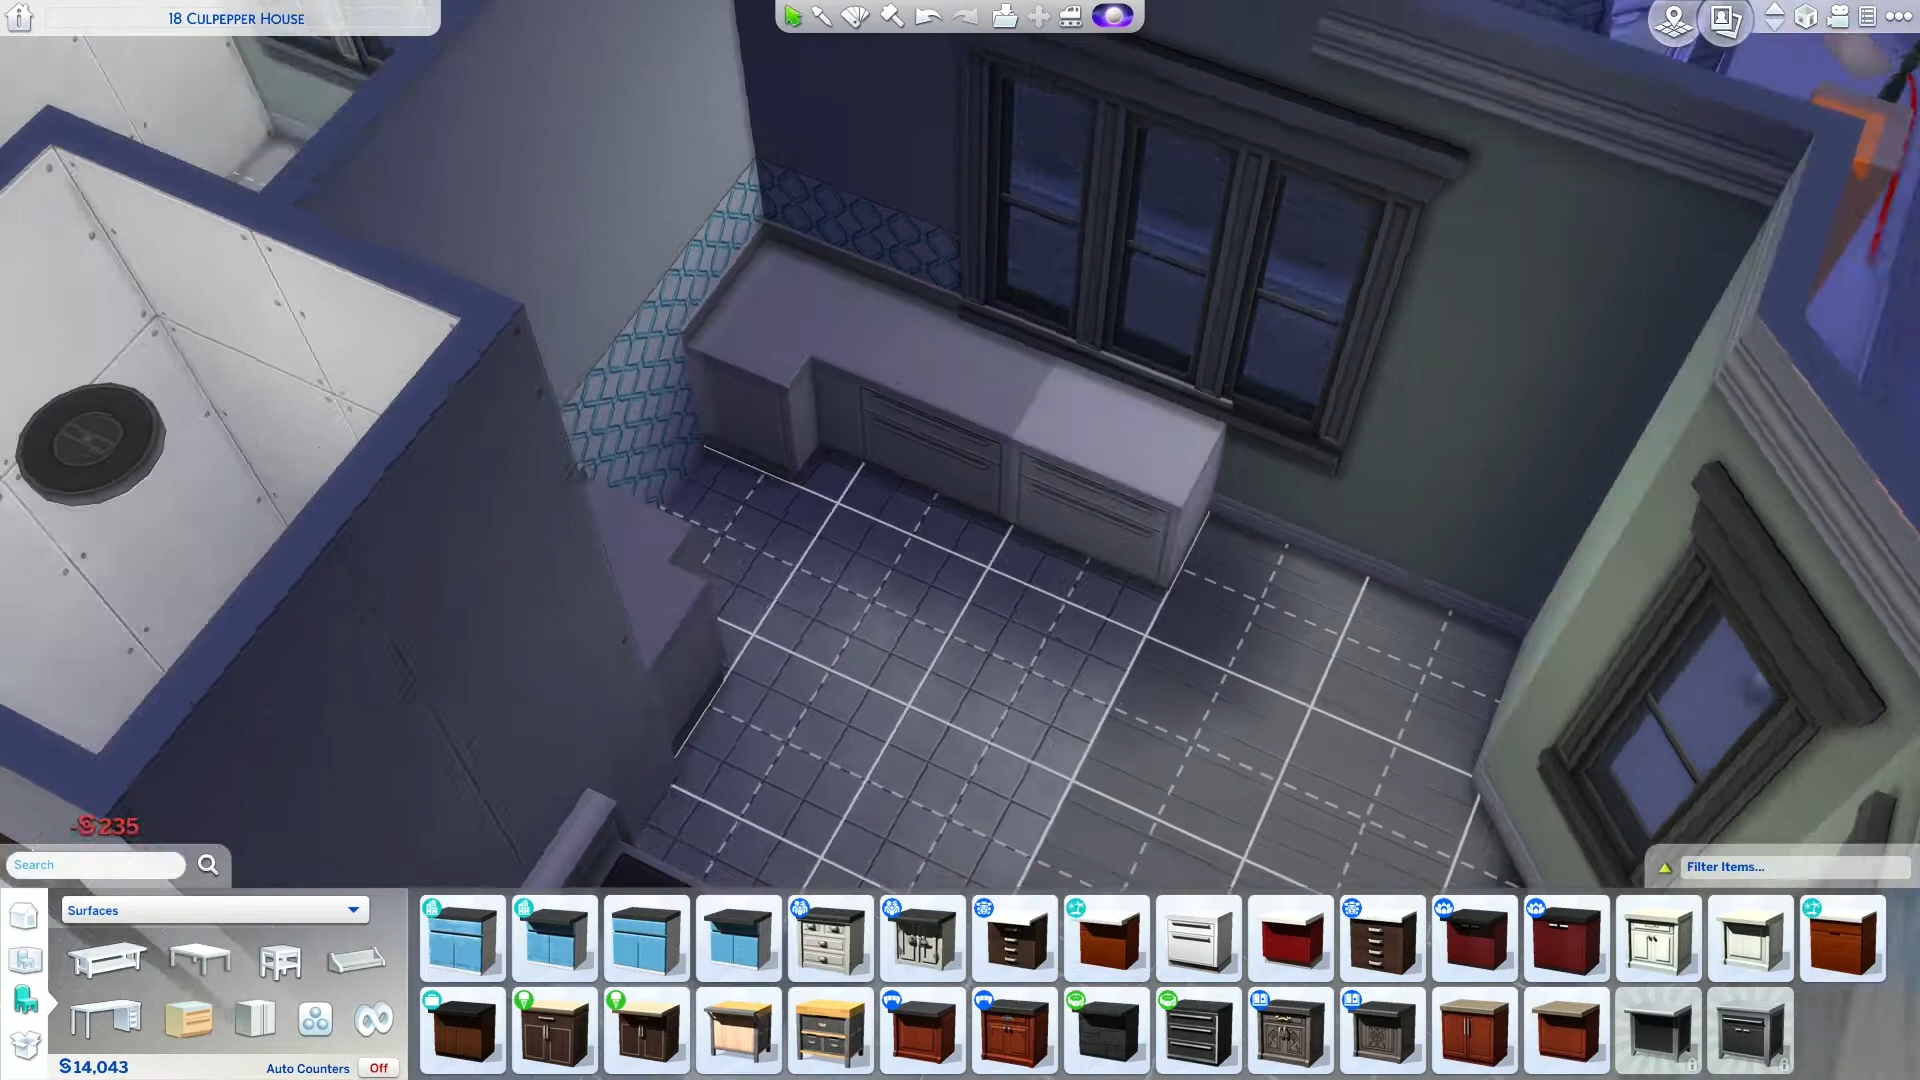 18 Culpepper House
-§235
Search
Filter Items...
Surfaces
§14,043
Auto Counters
Off